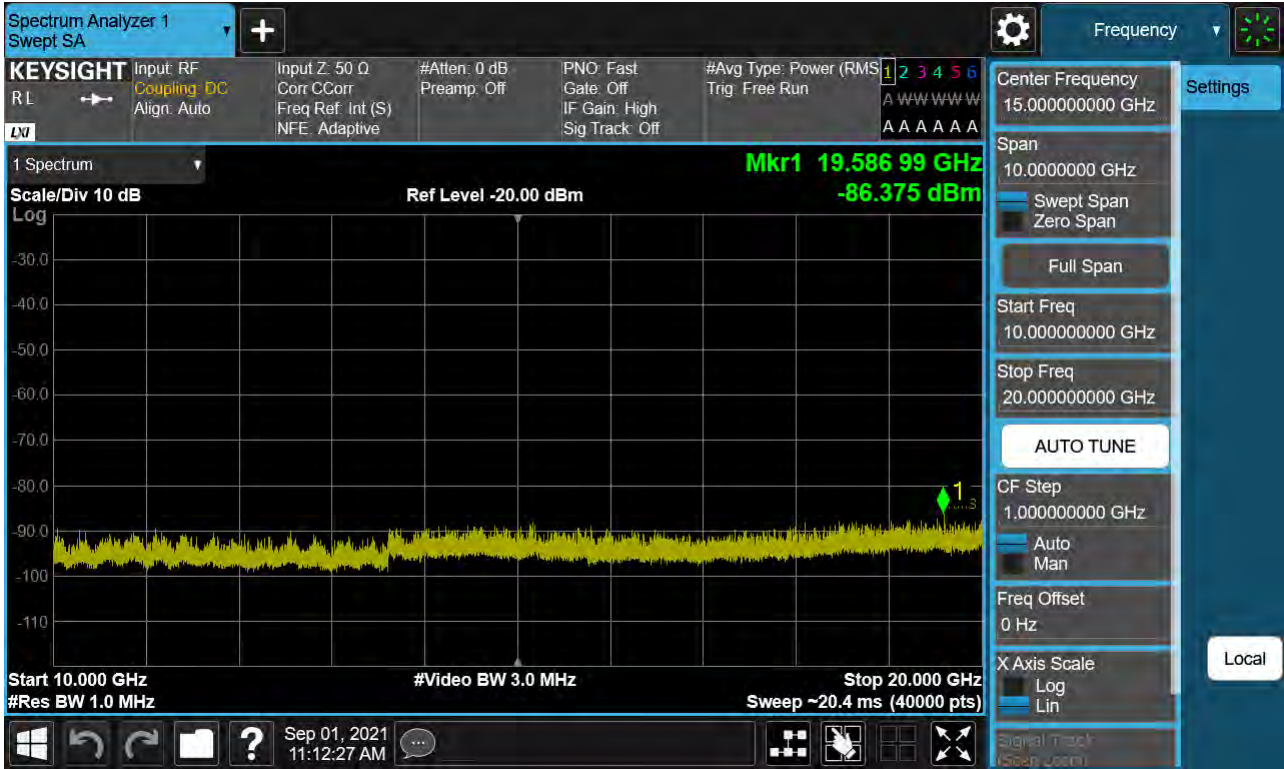 Spectrum Analyzer 1
Swept SA
+
Frequency
KEYSIGHT
R L
LXI
Input: RF
Coupling: DC
Align: Auto
Input Z: 50 Ω
Corr CCorr
Freq Ref: Int (S)
NFE: Adaptive
#Atten: 0 dB
Preamp: Off
PNO: Fast
Gate: Off
IF Gain: High
Sig Track: Off
#Avg Type: Power (RMS
Trig: Free Run
1 2 3 4 5 6
A W W W W W
A A A A A A
1 Spectrum
Scale/Div 10 dB
Log
Ref Level -20.00 dBm
Mkr1 19.586 99 GHz
-86.375 dBm
-30.0
-40.0
-50.0
-60.0
-70.0
-80.0
-90.0
-100
-110
1
Start 10.000 GHz
#Res BW 1.0 MHz
#Video BW 3.0 MHz
Stop 20.000 GHz
Sweep ~20.4 ms (40000 pts)
Center Frequency
15.000000000 GHz
Span
10.0000000 GHz
Swept Span
Zero Span
Full Span
Start Freq
10.000000000 GHz
Stop Freq
20.000000000 GHz
AUTO TUNE
CF Step
1.000000000 GHz
Auto
Man
Freq Offset
0 Hz
X Axis Scale
Log
Lin
Signal Track
(Span Zoom)
Settings
Local
?
Sep 01, 2021
11:12:27 AM